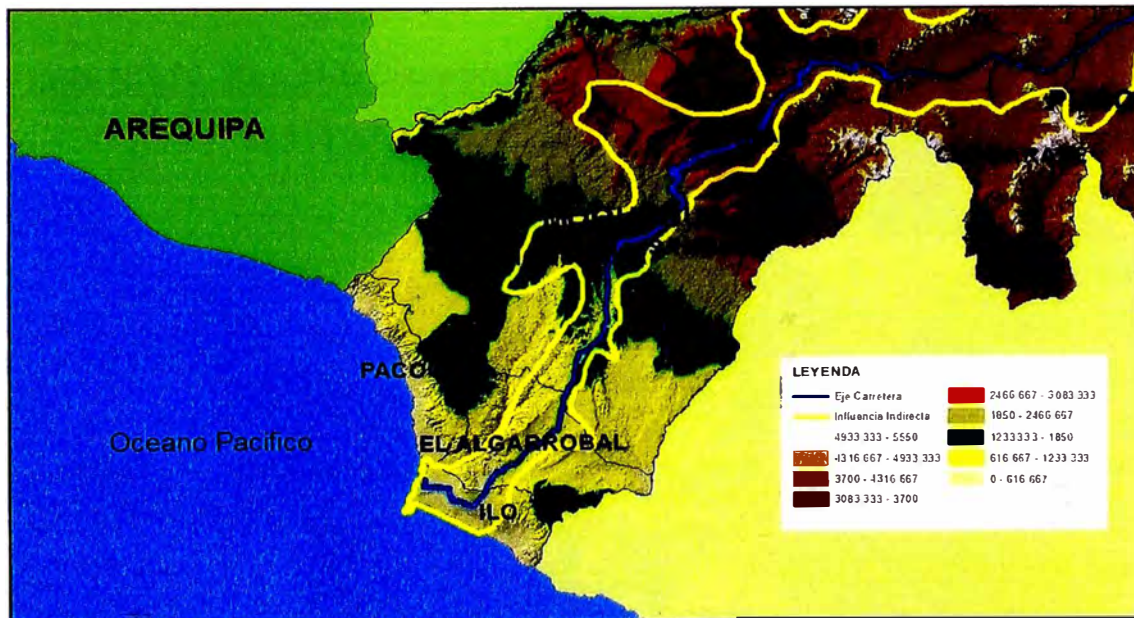 AREQUIPA
PACO
Oceano Pacifico
EL ALGARROBAL
ILO
LEYENDA
Eje Carretera
Influencia Indirecta
4933 333 - 5550
4316 667 - 4933 333
3700 - 4316 667
3083 333 - 3700
2466 667 - 3083 333
1850 - 2466 667
1233333 - 1850
616 667 - 1233 333
0 - 616 667